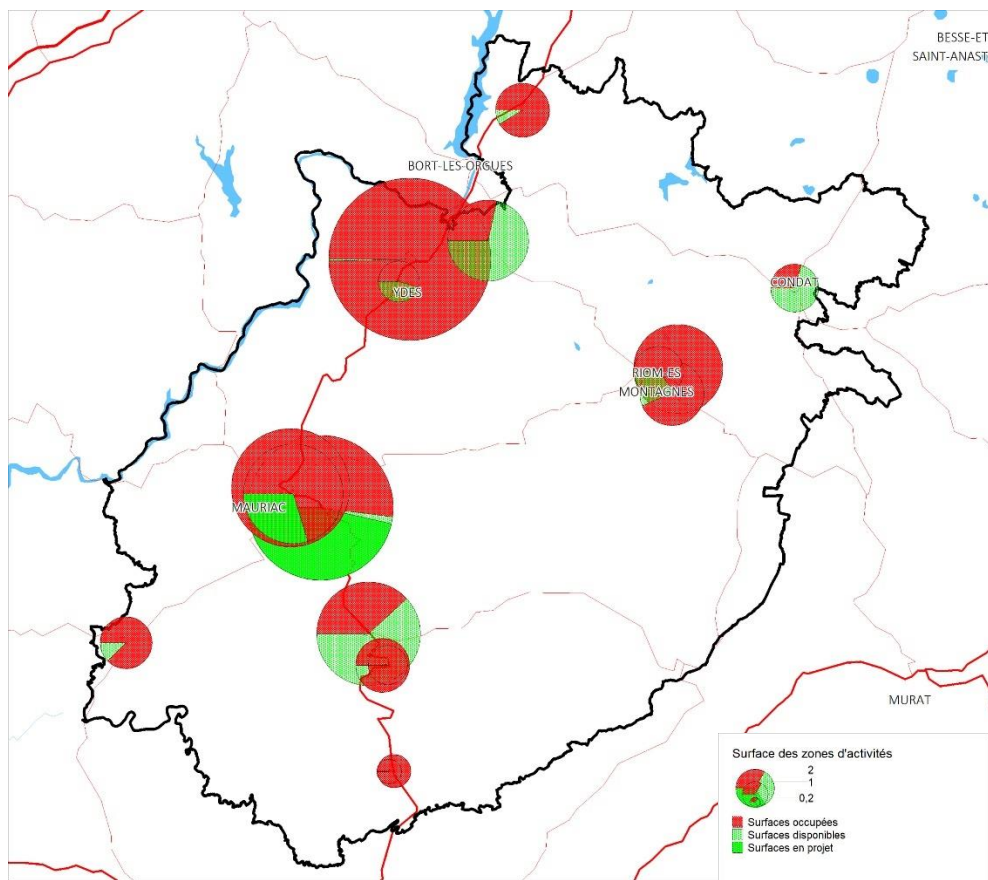 BESSE-ET
SAINT-ANAST
BORT-LES-ORGUES
CONDAT
YDES
RIOM-ES
MONTAGNES
MAURIAC
MURAT
Surface des zones d'activités
2
1
0,2
Surfaces occupées
Surfaces disponibles
Surfaces en projet